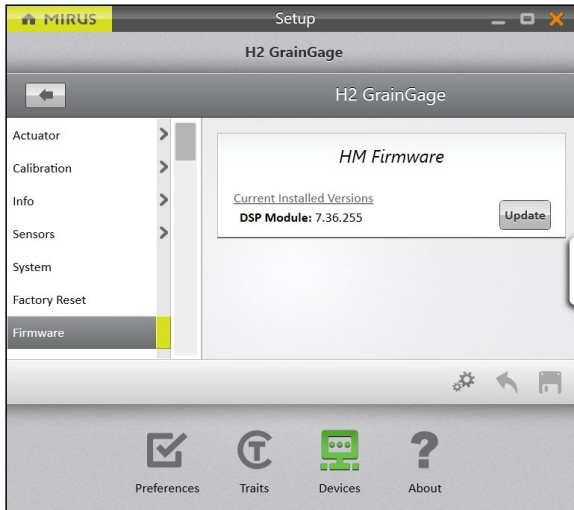 MIRUS
Setup
H2 GrainGage
H2 GrainGage
Actuator
Calibration
Info
Sensors
System
Factory Reset
Firmware
HM Firmware
Current Installed Versions
DSP Module: 7.36.255
Update
Preferences
Traits
Devices
About